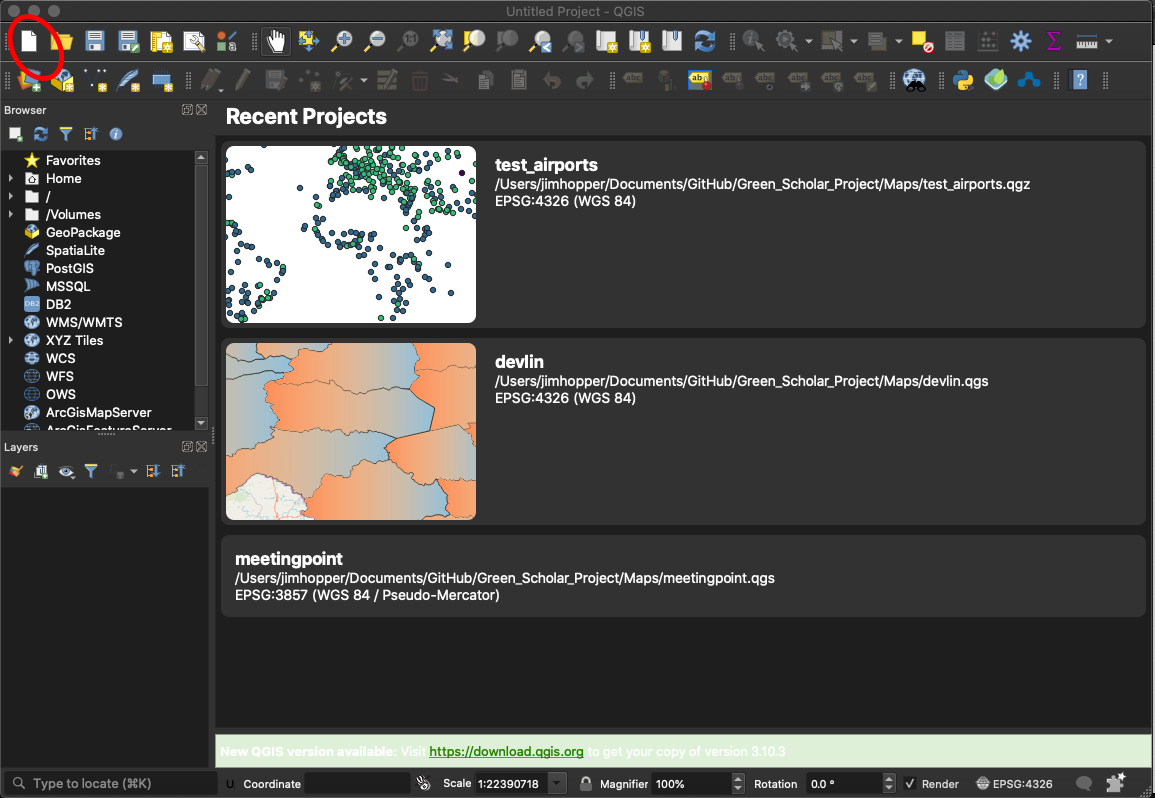 Untitled Project - QGIS
Browser
Favorites
Home
/
/Volumes
GeoPackage
SpatiaLite
PostGIS
MSSQL
DB2
DB2
WMS/WMTS
XYZ Tiles
WCS
WFS
OWS
ArcGisMapServer
ArcGisFeatureServer
Layers
Recent Projects
test_airports
/Users/jimhopper/Documents/GitHub/Green_Scholar_Project/Maps/test_airports.qgz
EPSG:4326 (WGS 84)
devlin
/Users/jimhopper/Documents/GitHub/Green_Scholar_Project/Maps/devlin.qgs
EPSG:4326 (WGS 84)
meetingpoint
/Users/jimhopper/Documents/GitHub/Green_Scholar_Project/Maps/meetingpoint.qgs
EPSG:3857 (WGS 84 / Pseudo-Mercator)
New QGIS version available: Visit https://download.qgis.org to get your copy of version 3.10.3
Type to locate (⌘K) Coordinate Scale 1:22390718 Magnifier 100% Rotation 0.0 ° Render EPSG:4326